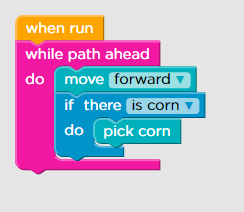 when run
while path ahead
do move forward ▼
if there is corn ▼
do pick corn